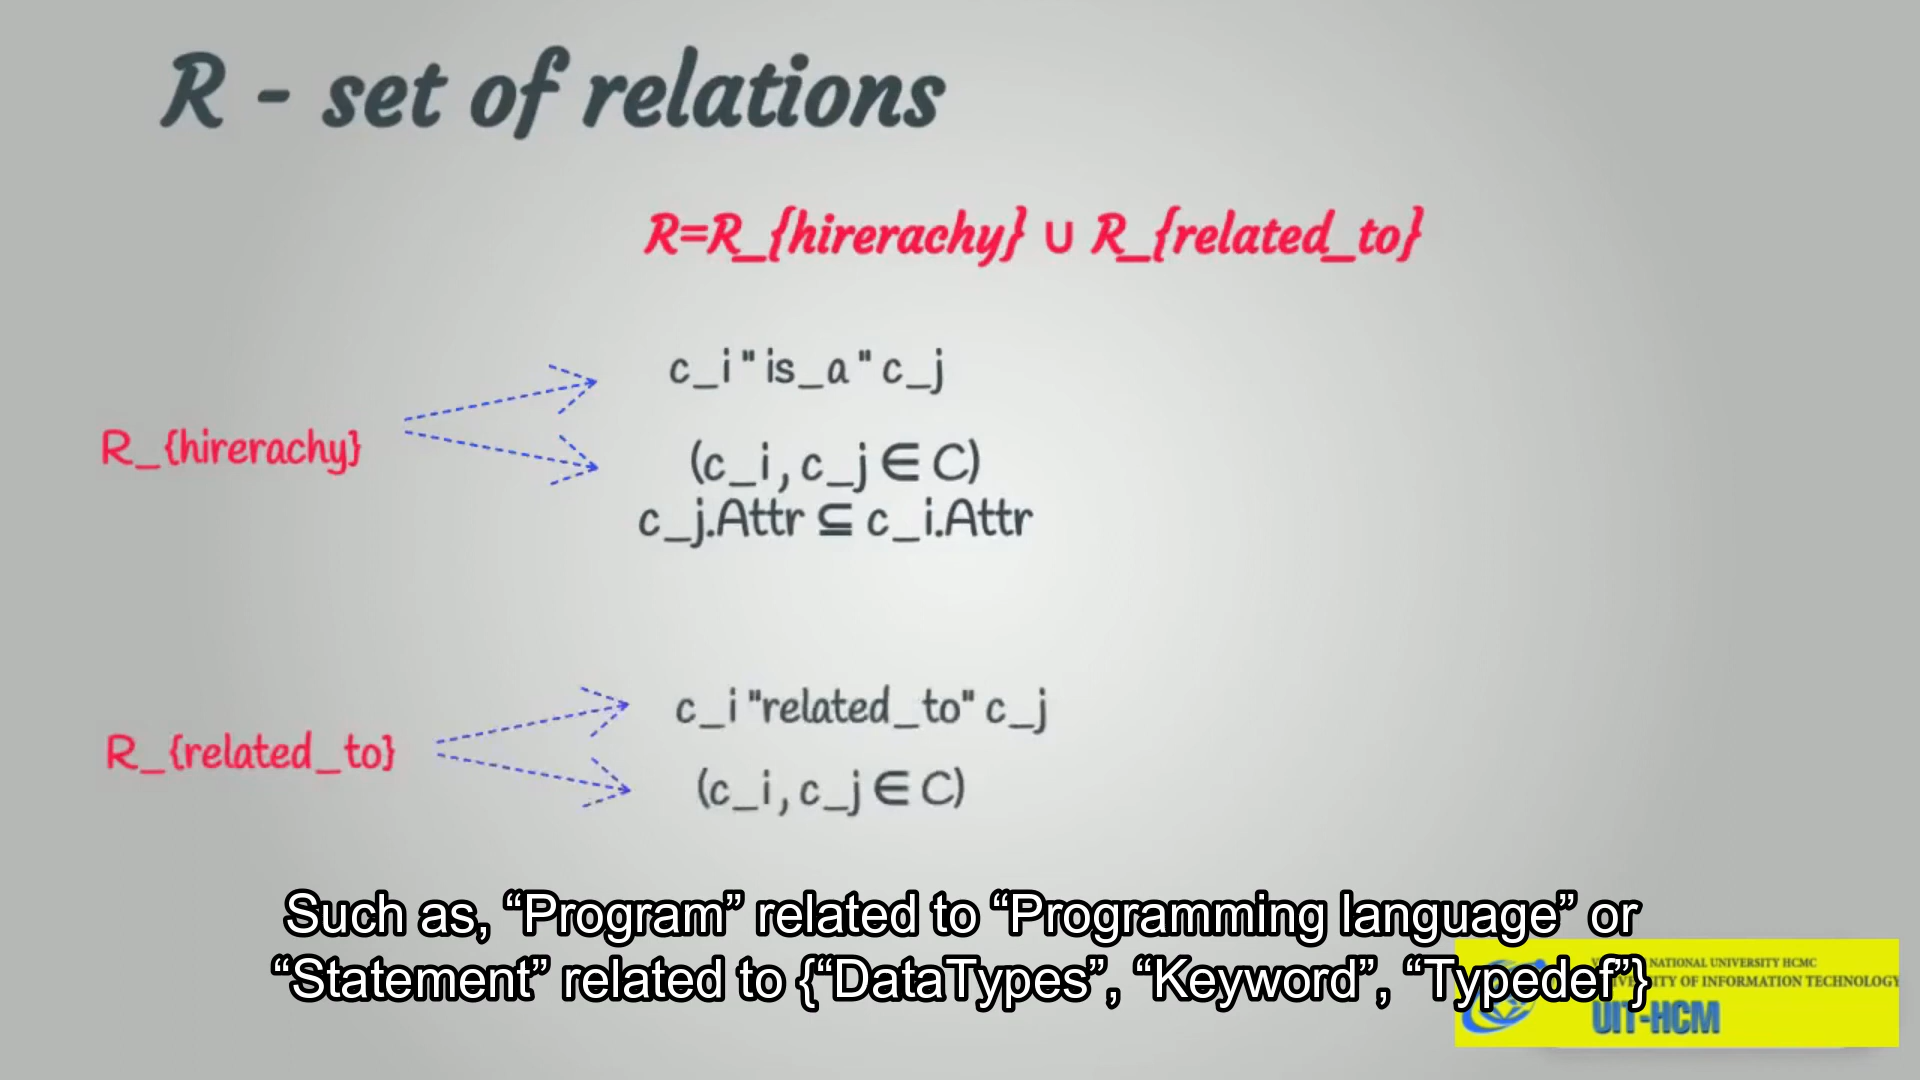 R - set of relations
R=R_{hirerachy} ∪ R_{related_to}
c_i " is_a " c_j
R_{hirerachy}
(c_i , c_j ∈ C)
c_j.Attr ⊆ c_i.Attr
c_i "related_to" c_j
R_{related_to}
(c_i , c_j ∈ C)
Such as, “Program” related to “Programming language” or
“Statement” related to {“DataTypes”, “Keyword”, “Typedef”}
NATIONAL UNIVERSITY HCMC
OF INFORMATION TECHNOLOGY
UIT-HCM